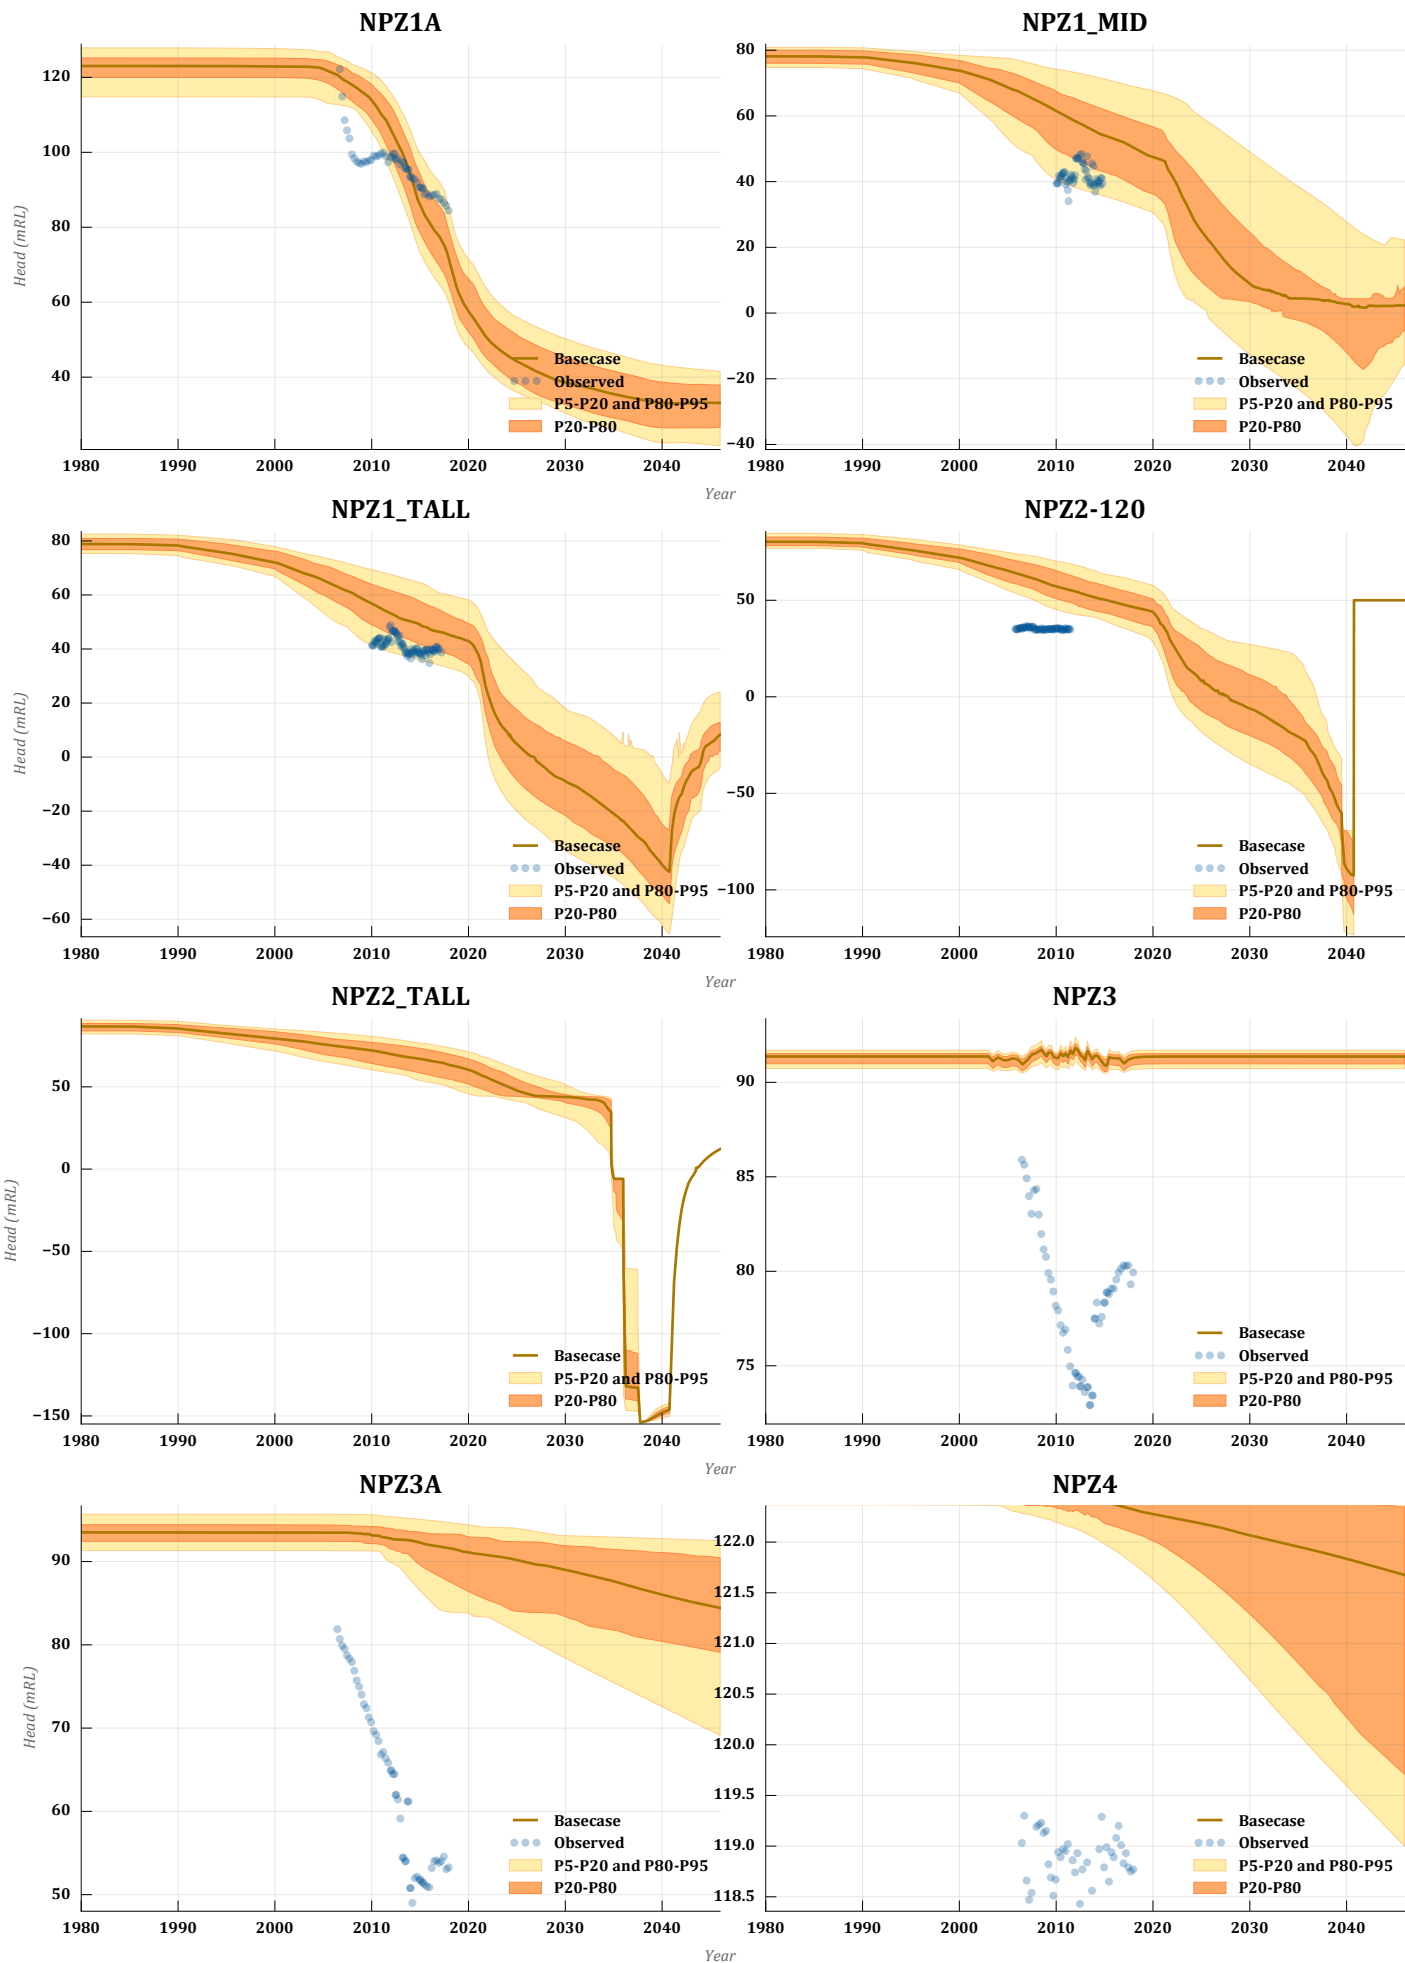 NPZ1A
NPZ1_MID
Head (mRL)
120
100
80
60
40
80
60
40
20
0
−20
−40
Basecase
Observed
P5-P20 and P80-P95
P20-P80
Basecase
Observed
P5-P20 and P80-P95
P20-P80
1980 1990 2000 2010 2020 2030 2040
1980 1990 2000 2010 2020 2030 2040
Year
NPZ1_TALL
NPZ2-120
Head (mRL)
80
60
40
20
0
−20
−40
−60
50
0
−50
−100
Basecase
Observed
P5-P20 and P80-P95
P20-P80
Basecase
Observed
P5-P20 and P80-P95
P20-P80
1980 1990 2000 2010 2020 2030 2040
1980 1990 2000 2010 2020 2030 2040
Year
NPZ2_TALL
NPZ3
Head (mRL)
50
0
−50
−100
−150
90
85
80
75
Basecase
P5-P20 and P80-P95
P20-P80
Basecase
Observed
P5-P20 and P80-P95
P20-P80
1980 1990 2000 2010 2020 2030 2040
1980 1990 2000 2010 2020 2030 2040
Year
NPZ3A
NPZ4
Head (mRL)
90
80
70
60
50
122.0
121.5
121.0
120.5
120.0
119.5
119.0
118.5
Basecase
Observed
P5-P20 and P80-P95
P20-P80
Basecase
Observed
P5-P20 and P80-P95
P20-P80
1980 1990 2000 2010 2020 2030 2040
1980 1990 2000 2010 2020 2030 2040
Year